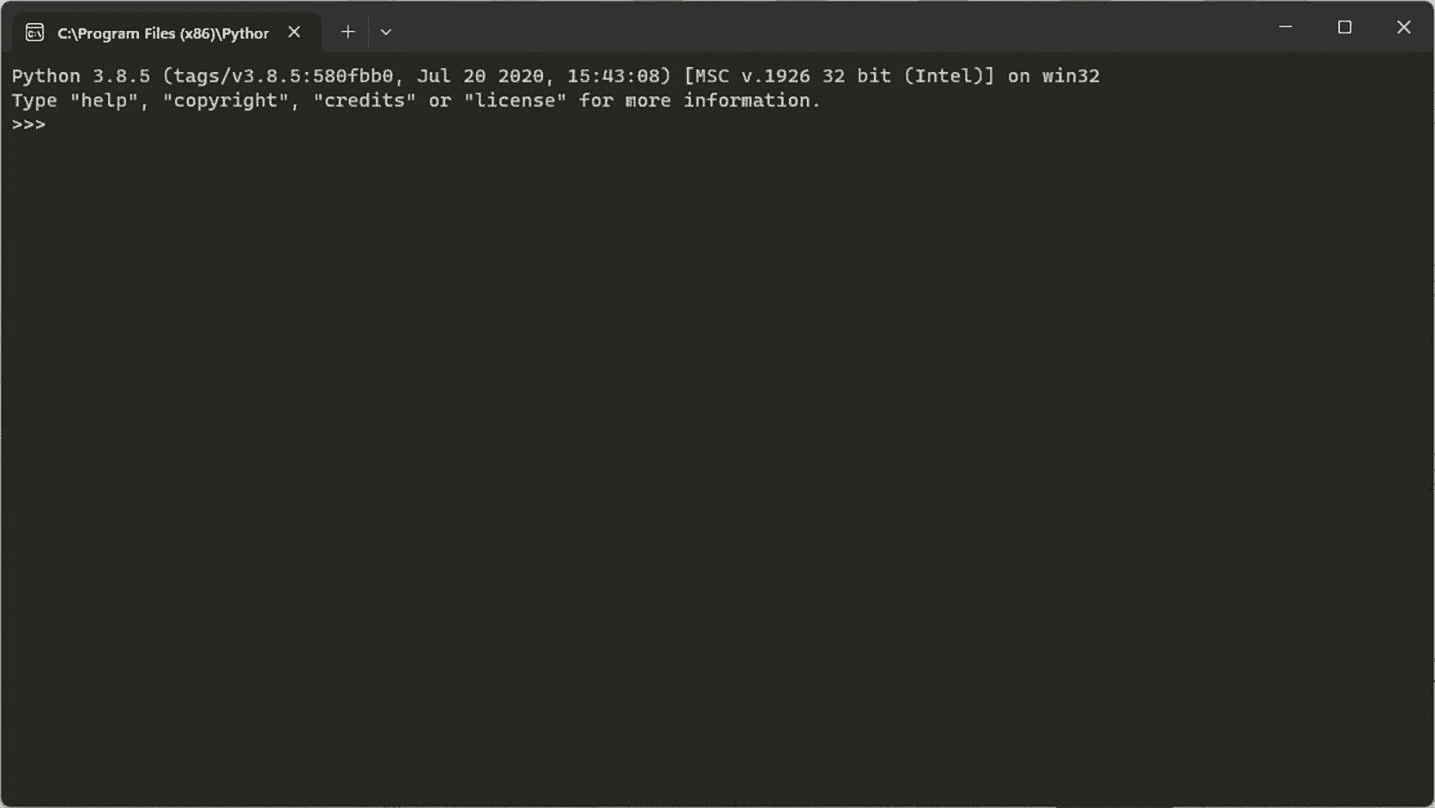 C:\Program Files (x86)\Pythor
Python 3.8.5 (tags/v3.8.5:580fbb0, Jul 20 2020, 15:43:08) [MSC v.1926 32 bit (Intel)] on win32
Type "help", "copyright", "credits" or "license" for more information.
>>>